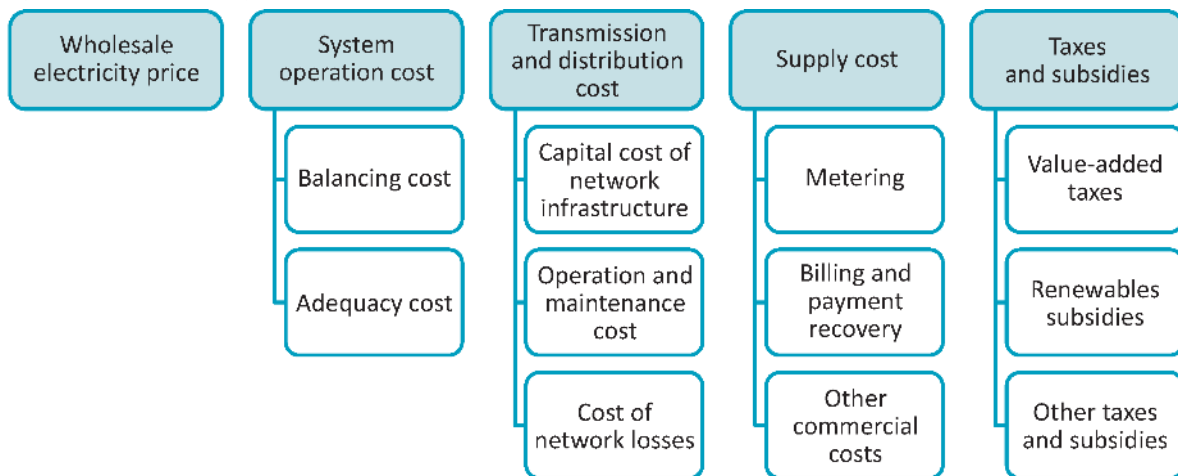 Wholesale
electricity price
System
operation cost
Balancing cost
Adequacy cost
Transmission
and distribution
cost
Capital cost of
network
infrastructure
Operation and
maintenance
cost
Cost of
network losses
Supply cost
Metering
Billing and
payment
recovery
Other
commercial
costs
Taxes
and subsidies
Value-added
taxes
Renewables
subsidies
Other taxes
and subsidies